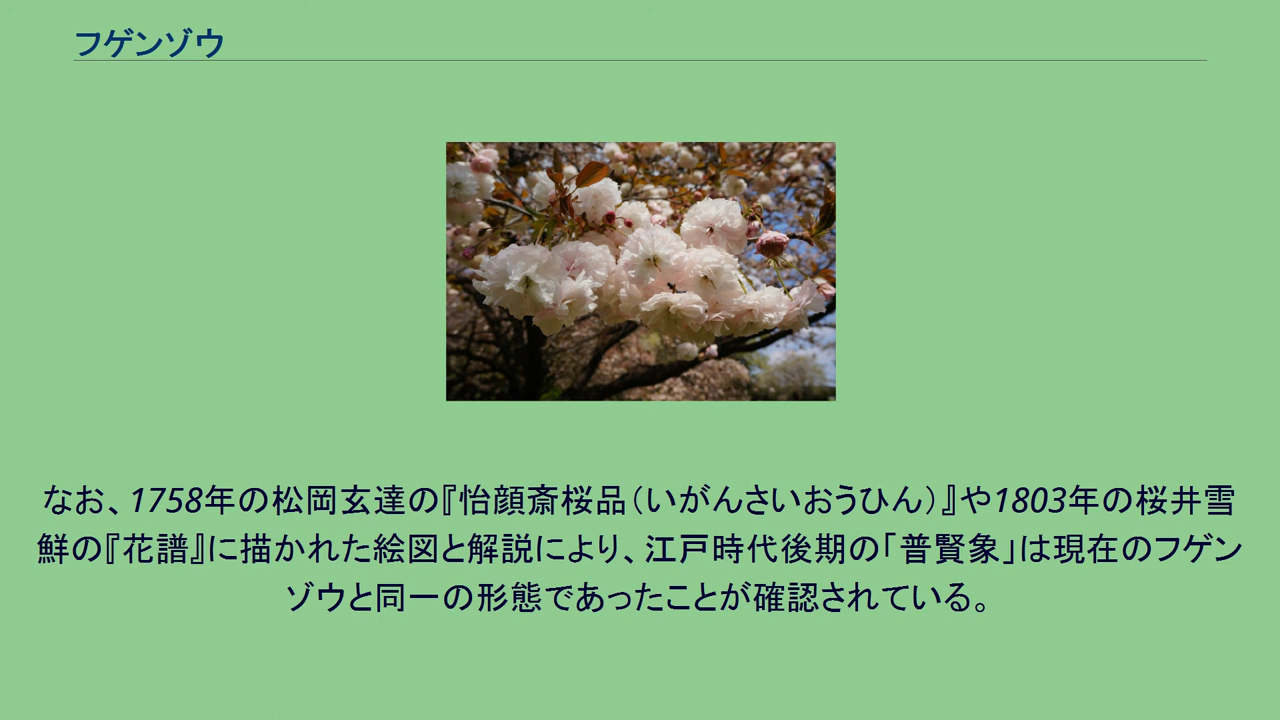 フゲンゾウ
なお、1758年の松岡玄達の『怡顔斎桜品（いがんさいおうひん）』や1803年の桜井雪
鮮の『花譜』に描かれた絵図と解説により、江戸時代後期の「普賢象」は現在のフゲン
ゾウと同一の形態であったことが確認されている。